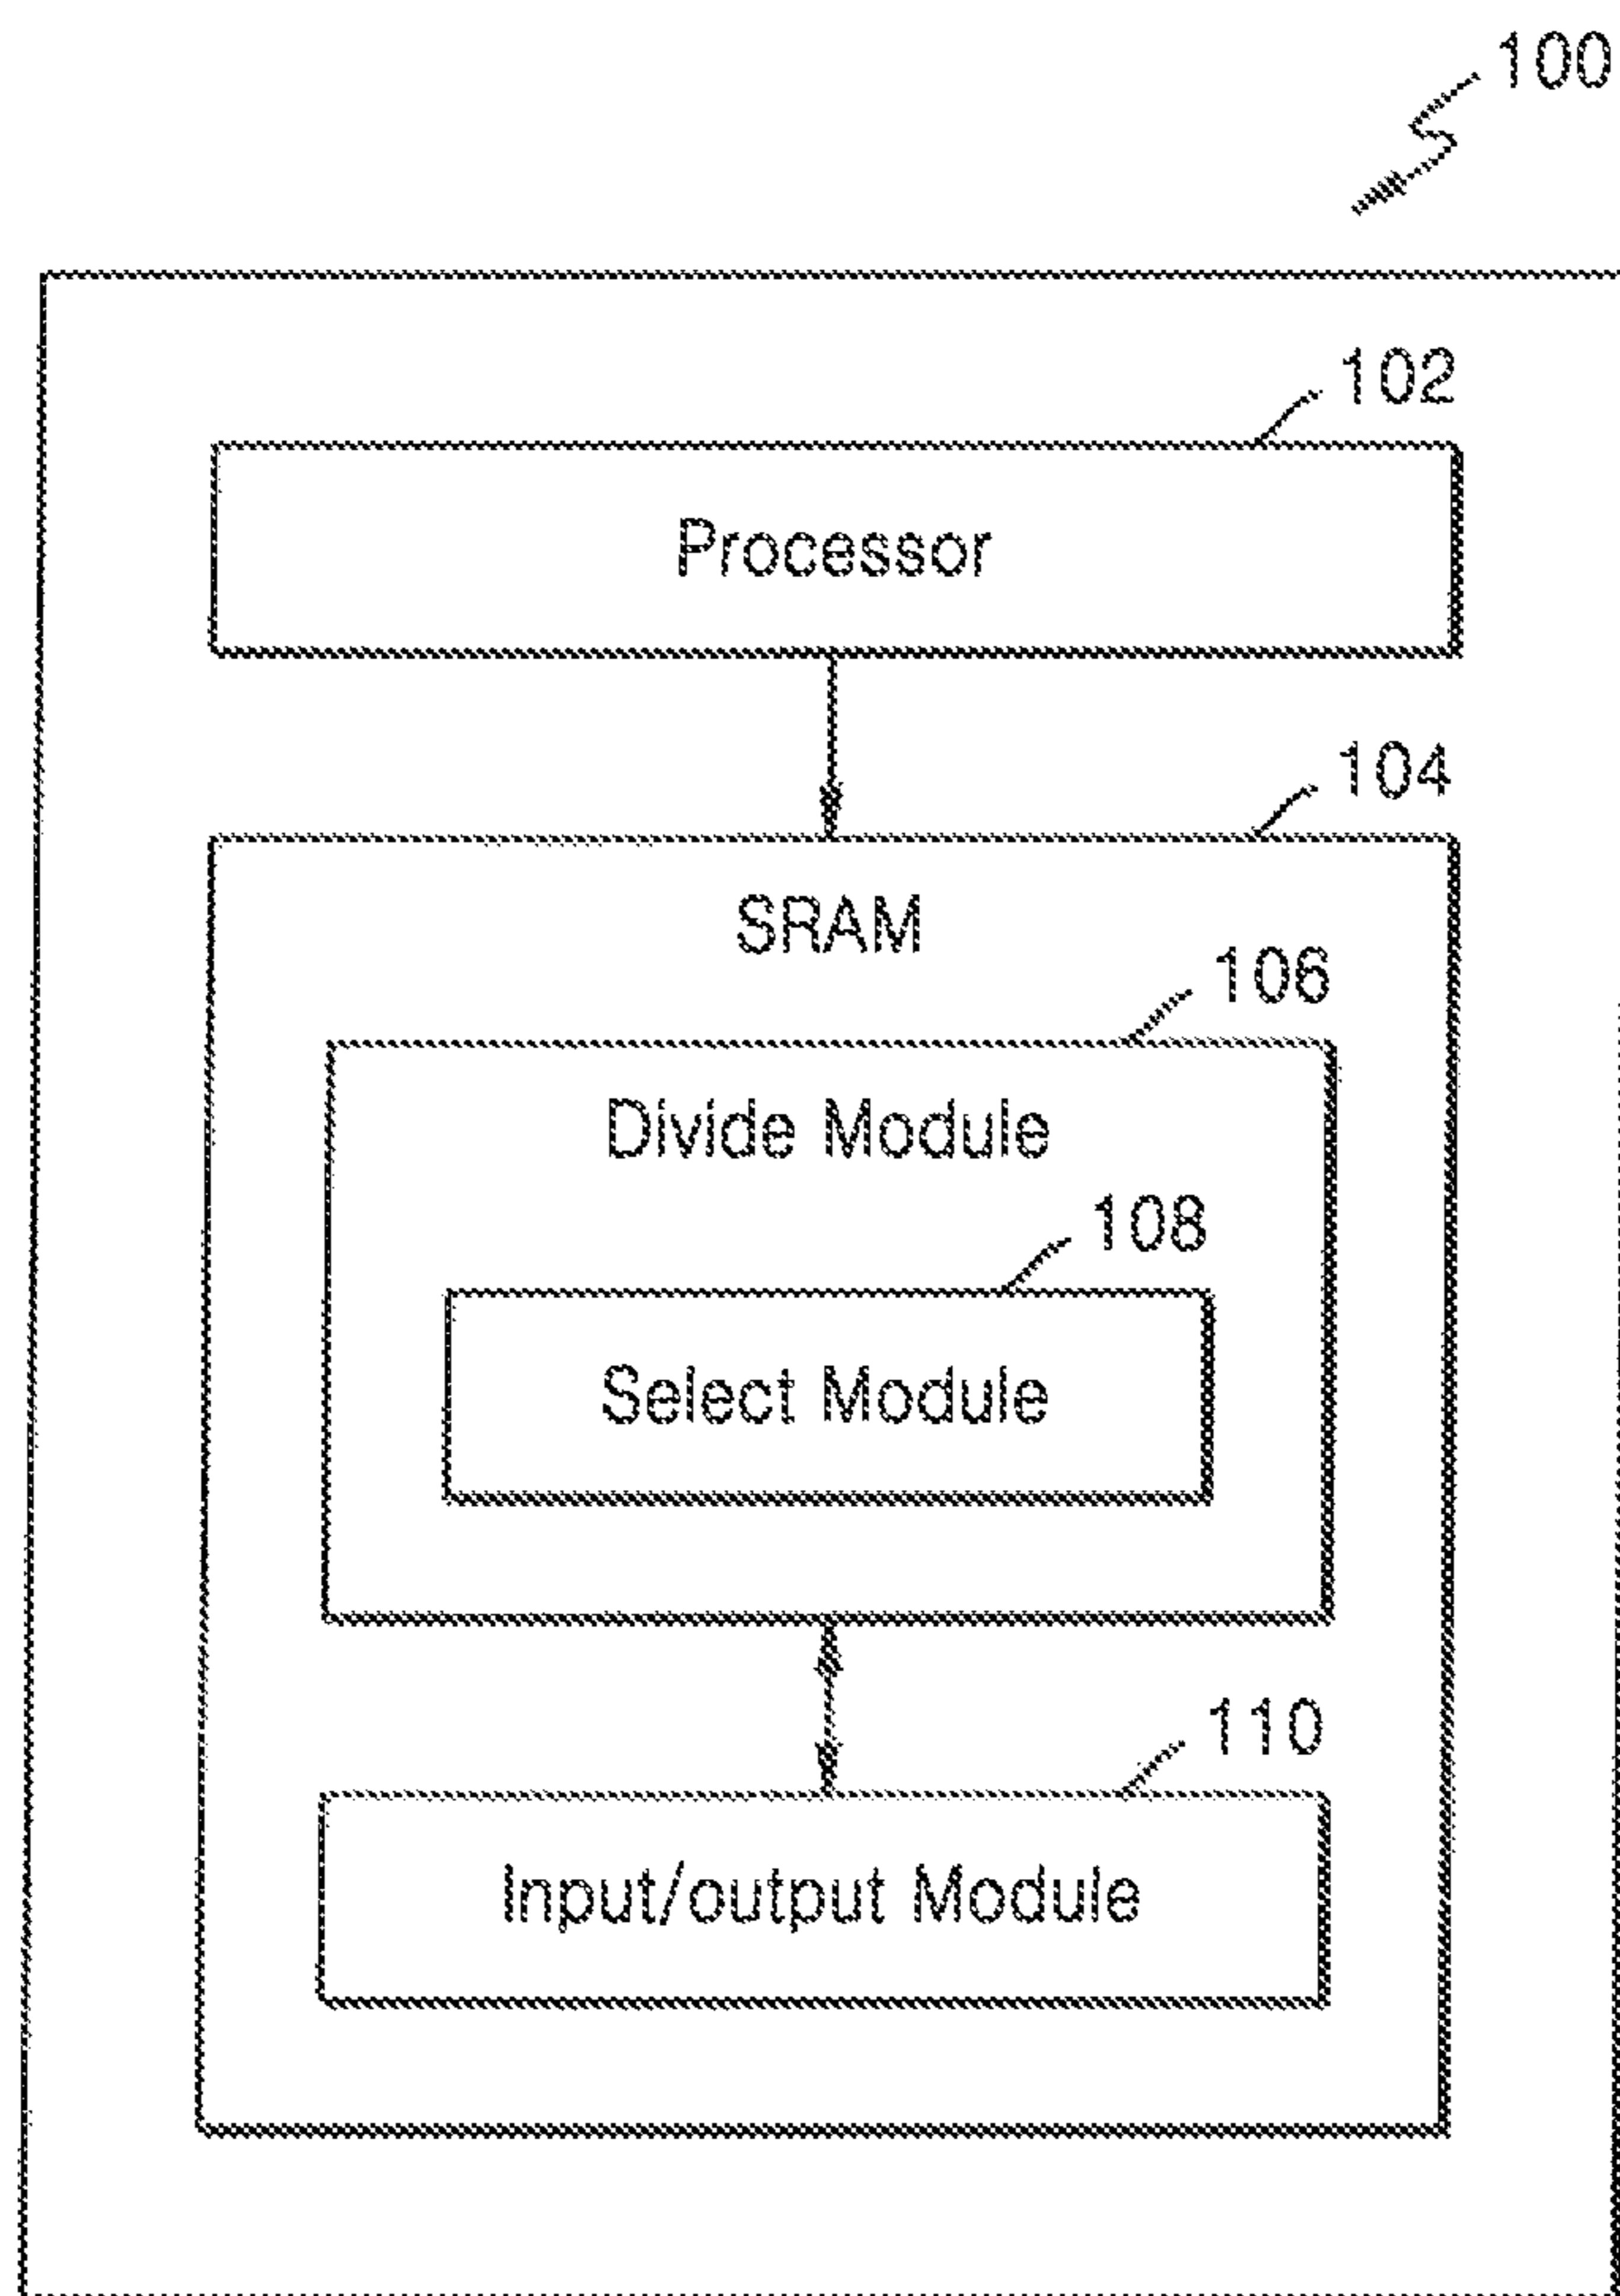 100
102
Processor
104
SRAM
106
Divide Module
108
Select Module
110
Input/output Module